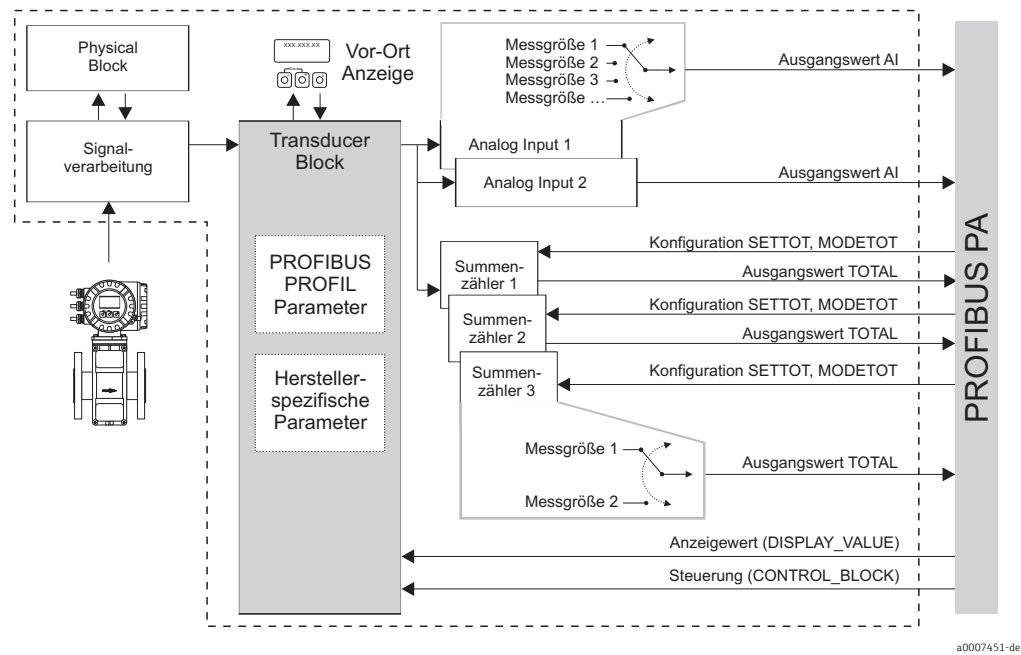 Physical
Block
xxx.xxx.xx
Vor-Ort
Anzeige
Messgröße 1
Messgröße 2
Messgröße 3
Messgröße …
Ausgangswert AI
Signal-
verarbeitung
Transducer
Block
Analog Input 1
Analog Input 2
Ausgangswert AI
PROFIBUS
PROFIL
Parameter
Hersteller-
spezifische
Parameter
Summen-
zähler 1
Konfiguration SETTOT, MODETOT
Ausgangswert TOTAL
Summen-
zähler 2
Konfiguration SETTOT, MODETOT
Ausgangswert TOTAL
Summen-
zähler 3
Konfiguration SETTOT, MODETOT
Messgröße 1
Messgröße 2
Ausgangswert TOTAL
Anzeigewert (DISPLAY_VALUE)
Steuerung (CONTROL_BLOCK)
PROFIBUS PA
a0007451-de